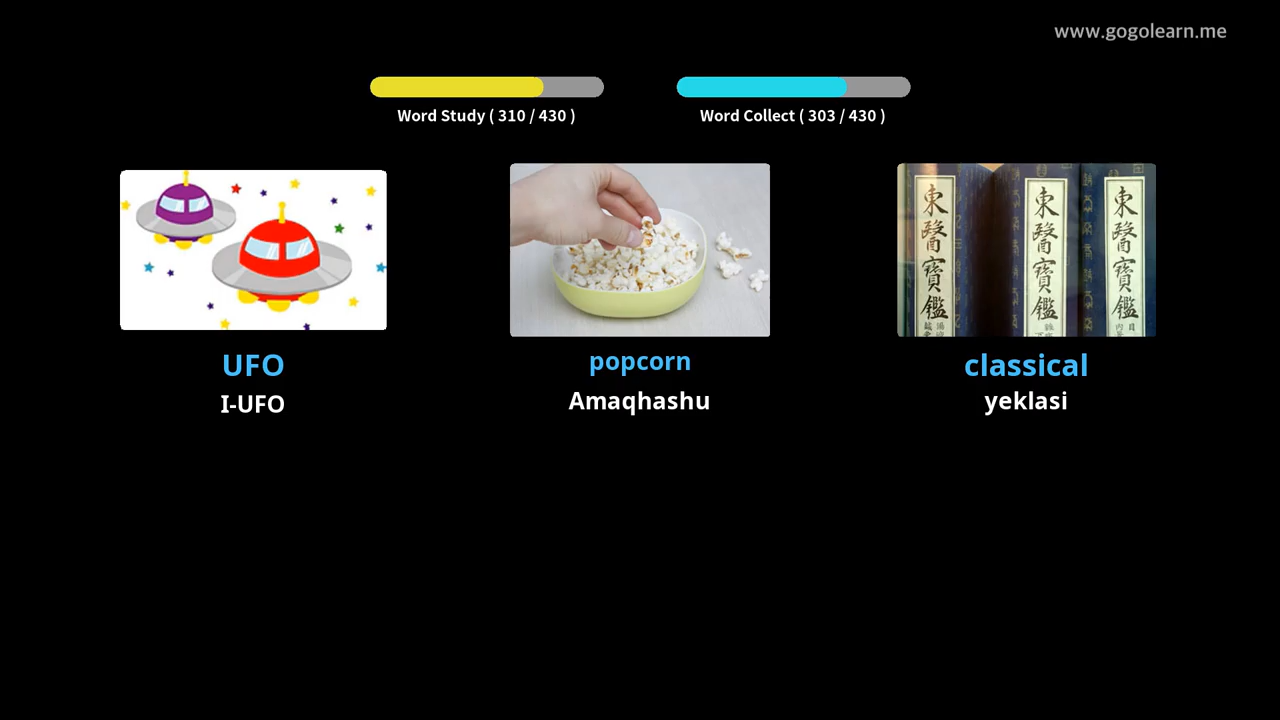 www.gogolearn.me
Word Study ( 310 / 430 )
Word Collect ( 303 / 430 )
東醫寶鑑
東醫寶鑑
東醫寶鑑
UFO
popcorn
classical
I-UFO
Amaqhashu
yeklasi